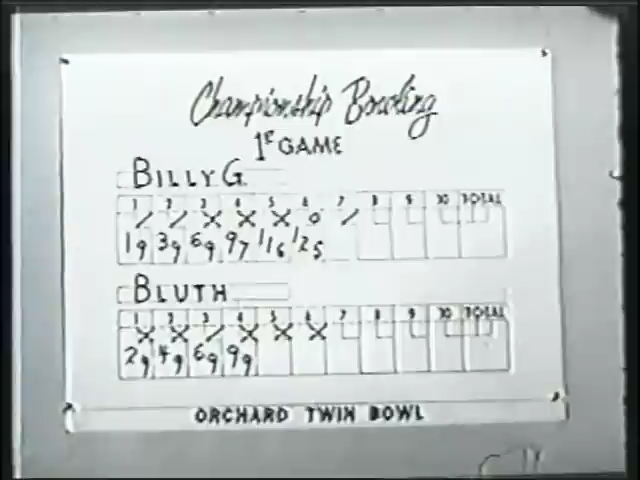 Championship Bowling
1st GAME
BILLY G
1 2 3 4 5 6 7 8 9 10 TOTAL
/ / X X X O /
19 39 69 97 116 125
BLUTH
1 2 3 4 5 6 7 8 9 10 TOTAL
X X / X X X
29 49 69 99
ORCHARD TWIN BOWL